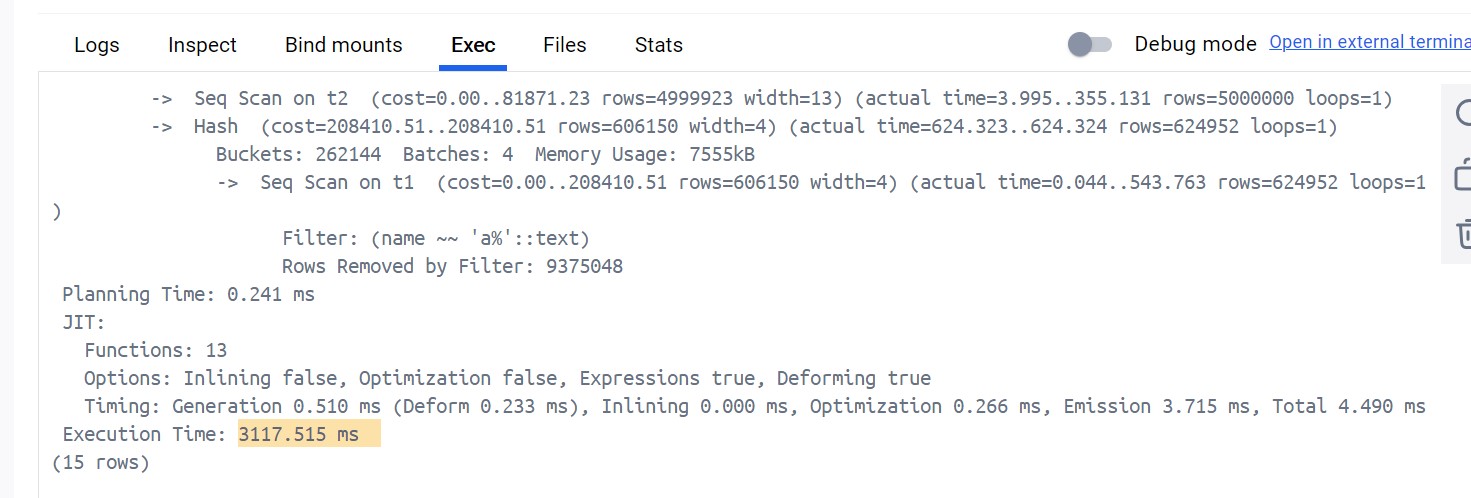 Logs Inspect Bind mounts Exec Files Stats Debug mode Open in external termina
-> Seq Scan on t2 (cost=0.00..81871.23 rows=4999923 width=13) (actual time=3.995..355.131 rows=5000000 loops=1)
-> Hash (cost=208410.51..208410.51 rows=606150 width=4) (actual time=624.323..624.324 rows=624952 loops=1)
Buckets: 262144 Batches: 4 Memory Usage: 7555kB
-> Seq Scan on t1 (cost=0.00..208410.51 rows=606150 width=4) (actual time=0.044..543.763 rows=624952 loops=1
)
Filter: (name ~~ 'a%'::text)
Rows Removed by Filter: 9375048
Planning Time: 0.241 ms
JIT:
Functions: 13
Options: Inlining false, Optimization false, Expressions true, Deforming true
Timing: Generation 0.510 ms (Deform 0.233 ms), Inlining 0.000 ms, Optimization 0.266 ms, Emission 3.715 ms, Total 4.490 ms
Execution Time: 3117.515 ms
(15 rows)